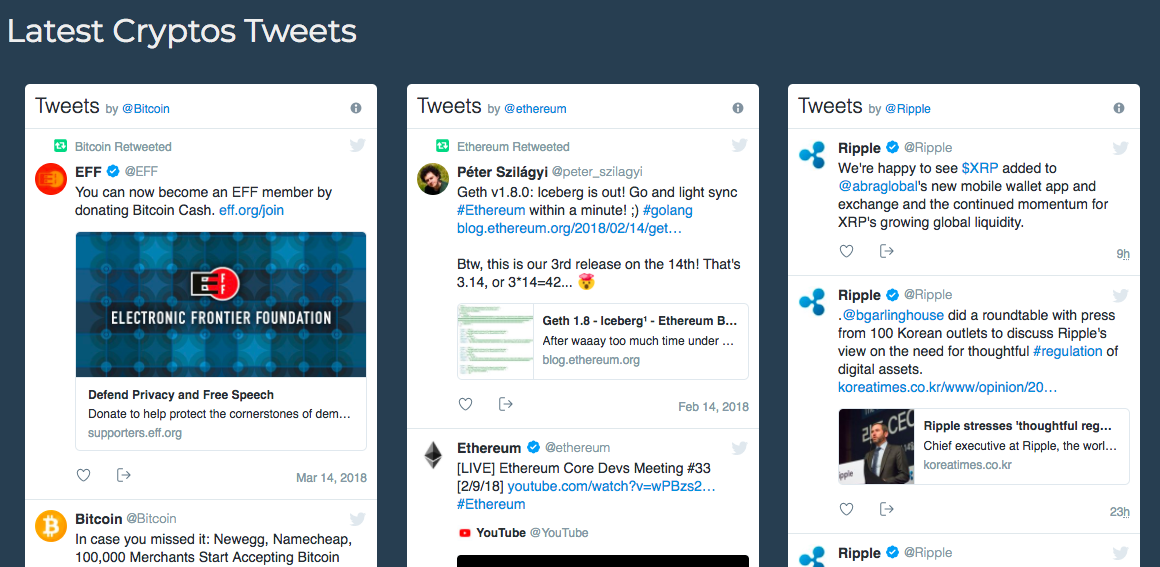 Latest Cryptos Tweets
Tweets by @Bitcoin
Bitcoin Retweeted
EFF @EFF
You can now become an EFF member by
donating Bitcoin Cash. eff.org/join
EFF
ELECTRONIC FRONTIER FOUNDATION
Defend Privacy and Free Speech
Donate to help protect the cornerstones of dem...
supporters.eff.org
Mar 14, 2018
Bitcoin @Bitcoin
In case you missed it: Newegg, Namecheap,
100,000 Merchants Start Accepting Bitcoin
Tweets by @ethereum
Ethereum Retweeted
Péter Szilágyi @peter_szilagyi
Geth v1.8.0: Iceberg is out! Go and light sync
#Ethereum within a minute! ;) #golang
blog.ethereum.org/2018/02/14/get…
Btw, this is our 3rd release on the 14th! That's
3.14, or 3*14=42... 🤯
Geth 1.8 - Iceberg¹ - Ethereum B...
After waaay too much time under ...
blog.ethereum.org
Feb 14, 2018
Ethereum @ethereum
[LIVE] Ethereum Core Devs Meeting #33
[2/9/18] youtube.com/watch?v=wPBzs2…
#Ethereum
YouTube @YouTube
Tweets by @Ripple
Ripple @Ripple
We're happy to see $XRP added to
@abraglobal's new mobile wallet app and
exchange and the continued momentum for
XRP's growing global liquidity.
9h
Ripple @Ripple
.@bgarlinghouse did a roundtable with press
from 100 Korean outlets to discuss Ripple's
view on the need for thoughtful #regulation of
digital assets.
koreatimes.co.kr/www/opinion/20…
Ripple stresses 'thoughtful reg...
Chief executive at Ripple, the worl...
koreatimes.co.kr
23h
Ripple @Ripple